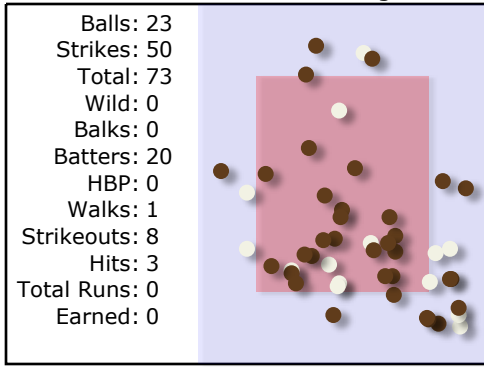 Balls: 23
Strikes: 50
Total: 73
Wild: 0
Balks: 0
Batters: 20
HBP: 0
Walks: 1
Strikeouts: 8
Hits: 3
Total Runs: 0
Earned: 0